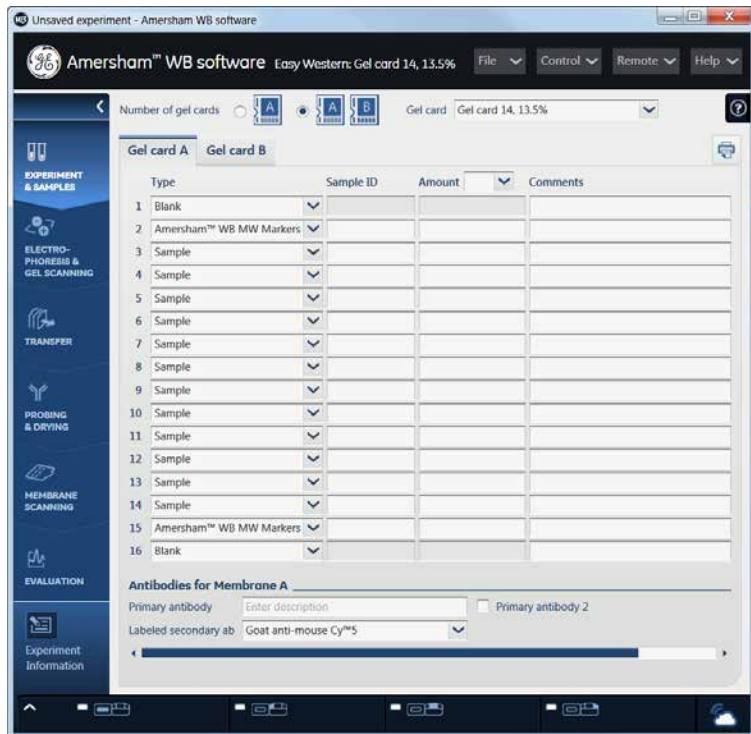 Unsaved experiment - Amersham WB software
Amersham™ WB software Easy Western: Gel card 14, 13.5% File Control Remote Help
Number of gel cards A A B Gel card Gel card 14, 13.5%
Gel card A Gel card B
EXPERIMENT
& SAMPLES
ELECTRO-
PHORESIS &
GEL SCANNING
TRANSFER
PROBING
& DRYING
MEMBRANE
SCANNING
EVALUATION
Experiment
Information
Type Sample ID Amount Comments
1 Blank
2 Amersham™ WB MW Markers
3 Sample
4 Sample
5 Sample
6 Sample
7 Sample
8 Sample
9 Sample
10 Sample
11 Sample
12 Sample
13 Sample
14 Sample
15 Amersham™ WB MW Markers
16 Blank
Antibodies for Membrane A
Primary antibody Enter description Primary antibody 2
Labeled secondary ab Goat anti-mouse Cy™5